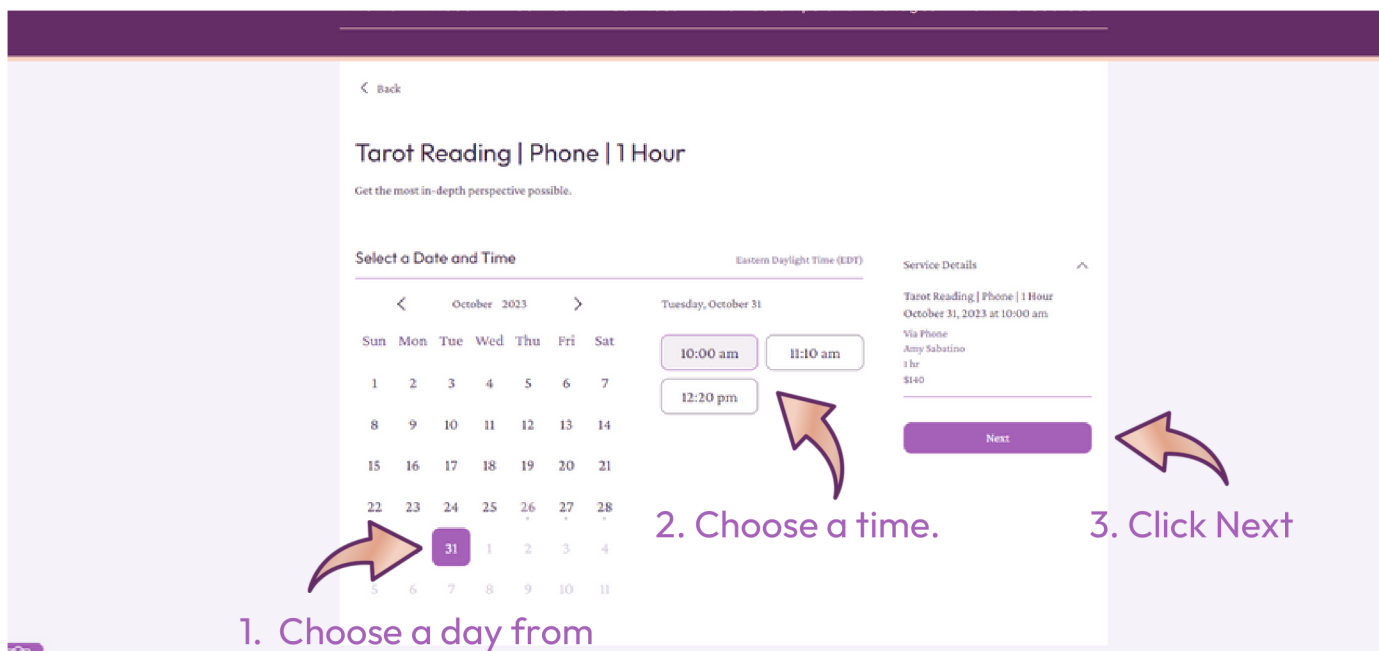 Back
Tarot Reading | Phone | 1 Hour
Get the most in-depth perspective possible.
Select a Date and Time
Eastern Daylight Time (EDT)
October 2023
Sun Mon Tue Wed Thu Fri Sat
1 2 3 4 5 6 7
8 9 10 11 12 13 14
15 16 17 18 19 20 21
22 23 24 25 26 27 28
31 1 2 3 4
5 6 7 8 9 10 11
1. Choose a day from
Tuesday, October 31
10:00 am 11:10 am
12:20 pm
2. Choose a time.
Service Details
Tarot Reading | Phone | 1 Hour
October 31, 2023 at 10:00 am
Via Phone
Amy Sabatino
1 hr
$140
Next
3. Click Next